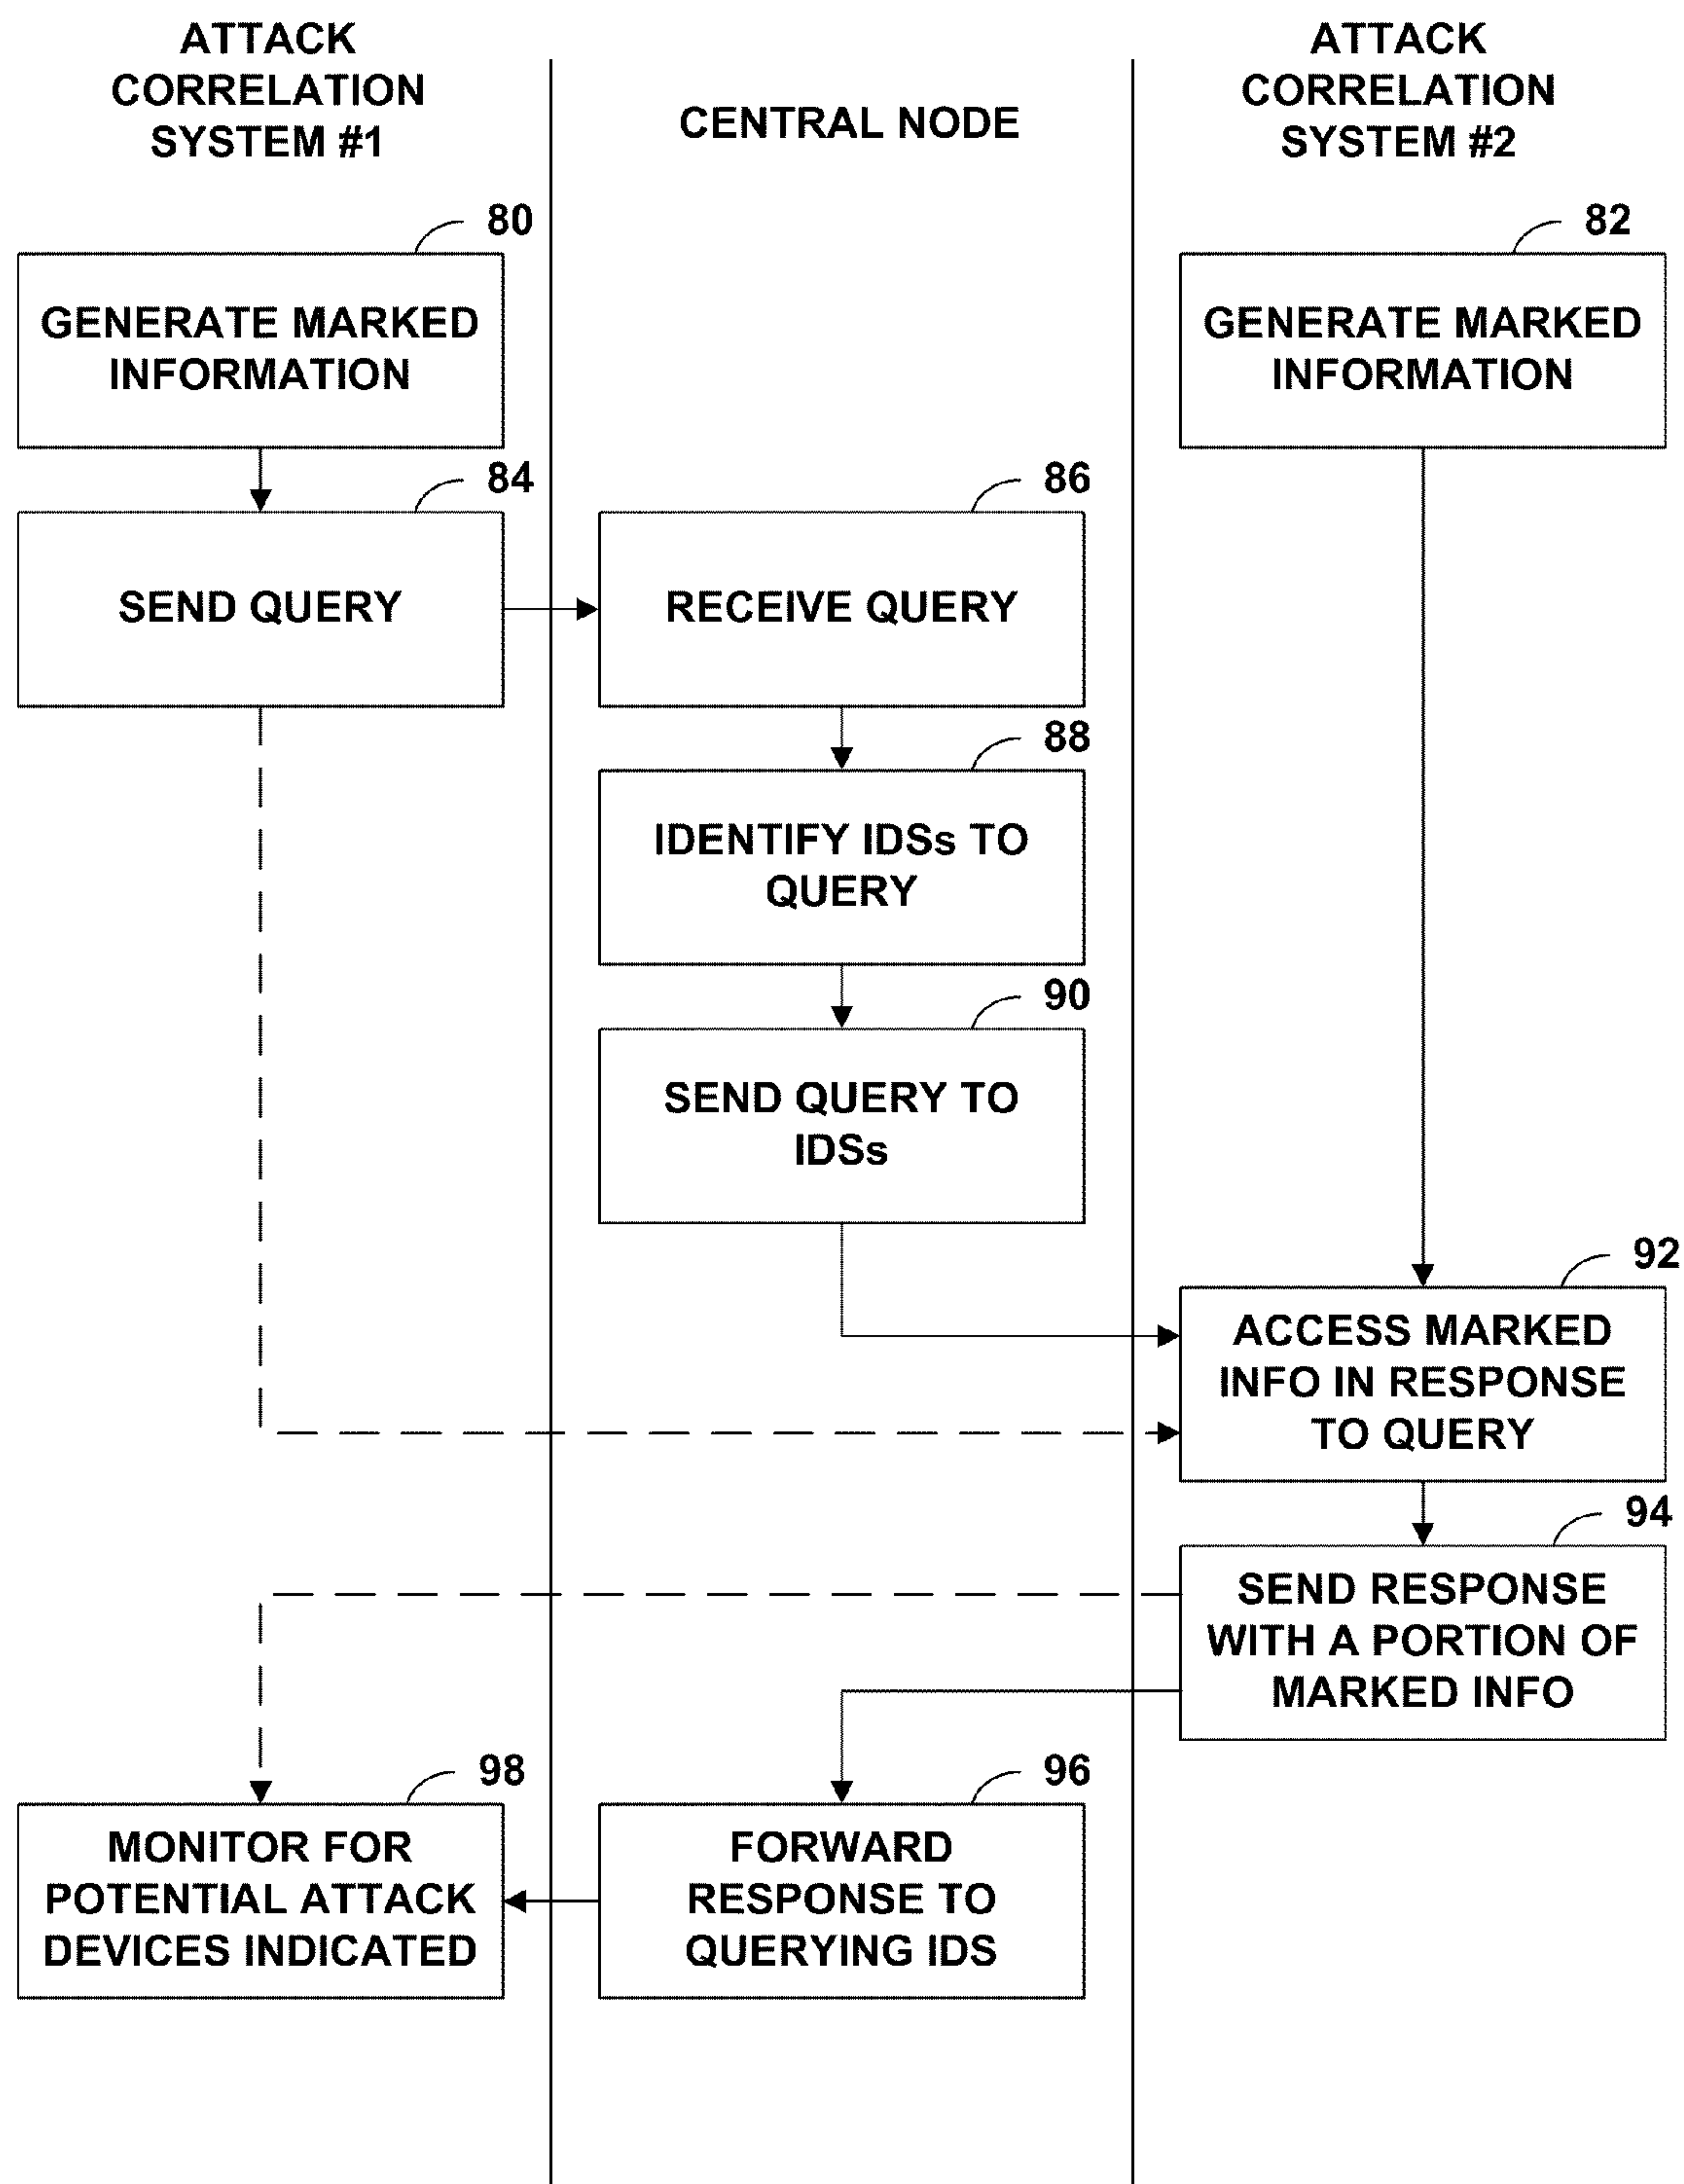 ATTACK
CORRELATION
SYSTEM #1
CENTRAL NODE
ATTACK
CORRELATION
SYSTEM #2
80
GENERATE MARKED
INFORMATION
82
GENERATE MARKED
INFORMATION
84
SEND QUERY
86
RECEIVE QUERY
88
IDENTIFY IDSs TO
QUERY
90
SEND QUERY TO
IDSs
92
ACCESS MARKED
INFO IN RESPONSE
TO QUERY
94
SEND RESPONSE
WITH A PORTION OF
MARKED INFO
98
MONITOR FOR
POTENTIAL ATTACK
DEVICES INDICATED
96
FORWARD
RESPONSE TO
QUERYING IDS